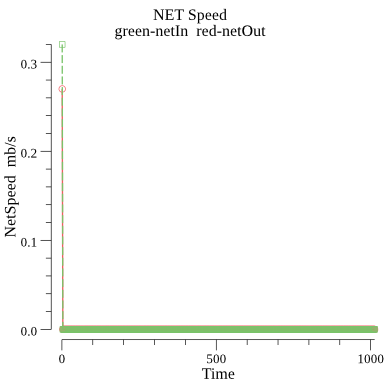 NET Speed
green-netIn red-netOut
NetSpeed mb/s
0.3
0.2
0.1
0.0
0 500 1000
Time